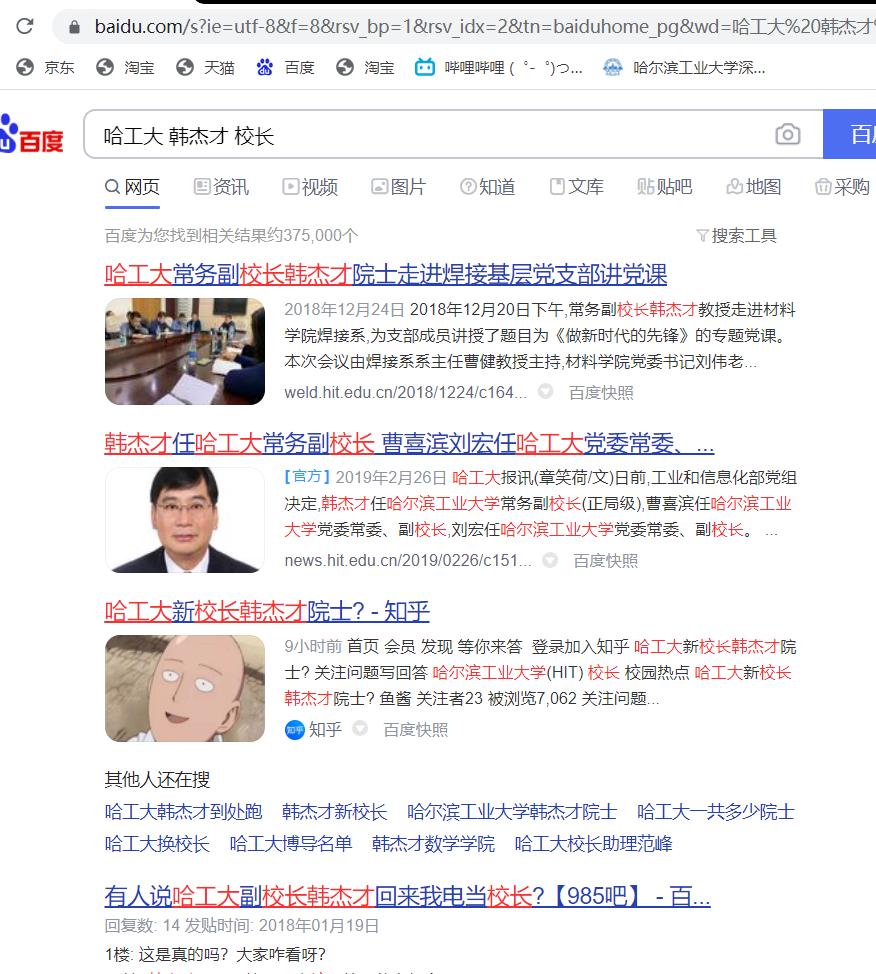 baidu.com/s?ie=utf-8&f=8&rsv_bp=1&rsv_idx=2&tn=baiduhome_pg&wd=哈工大%20韩杰才
京东 淘宝 天猫 百度 淘宝 哔哩哔哩 (゜-゜)つ... 哈尔滨工业大学深...
百度 哈工大 韩杰才 校长 百
网页 资讯 视频 图片 知道 文库 贴吧 地图 采购
百度为您找到相关结果约375,000个 搜索工具
哈工大常务副校长韩杰才院士走进焊接基层党支部讲党课
2018年12月24日 2018年12月20日下午,常务副校长韩杰才教授走进材料
学院焊接系,为支部成员讲授了题目为《做新时代的先锋》的专题党课。
本次会议由焊接系系主任曹健教授主持,材料学院党委书记刘伟老...
weld.hit.edu.cn/2018/1224/c164... 百度快照
韩杰才任哈工大常务副校长 曹喜滨刘宏任哈工大党委常委、...
【官方】2019年2月26日 哈工大报讯(章笑荷/文)日前,工业和信息化部党组
决定,韩杰才任哈尔滨工业大学常务副校长(正局级),曹喜滨任哈尔滨工业
大学党委常委、副校长,刘宏任哈尔滨工业大学党委常委、副校长。 ...
news.hit.edu.cn/2019/0226/c151... 百度快照
哈工大新校长韩杰才院士? - 知乎
9小时前 首页 会员 发现 等你来答 登录加入知乎 哈工大新校长韩杰才院
士? 关注问题写回答 哈尔滨工业大学(HIT) 校长 校园热点 哈工大新校长
韩杰才院士? 鱼酱 关注者23 被浏览7,062 关注问题...
知乎 知乎 百度快照
其他人还在搜
哈工大韩杰才到处跑 韩杰才新校长 哈尔滨工业大学韩杰才院士 哈工大一共多少院士
哈工大换校长 哈工大博导名单 韩杰才数学学院 哈工大校长助理范峰
有人说哈工大副校长韩杰才回来我电当校长?【985吧】 - 百...
回复数: 14 发贴时间: 2018年01月19日
1楼: 这是真的吗？大家咋看呀?